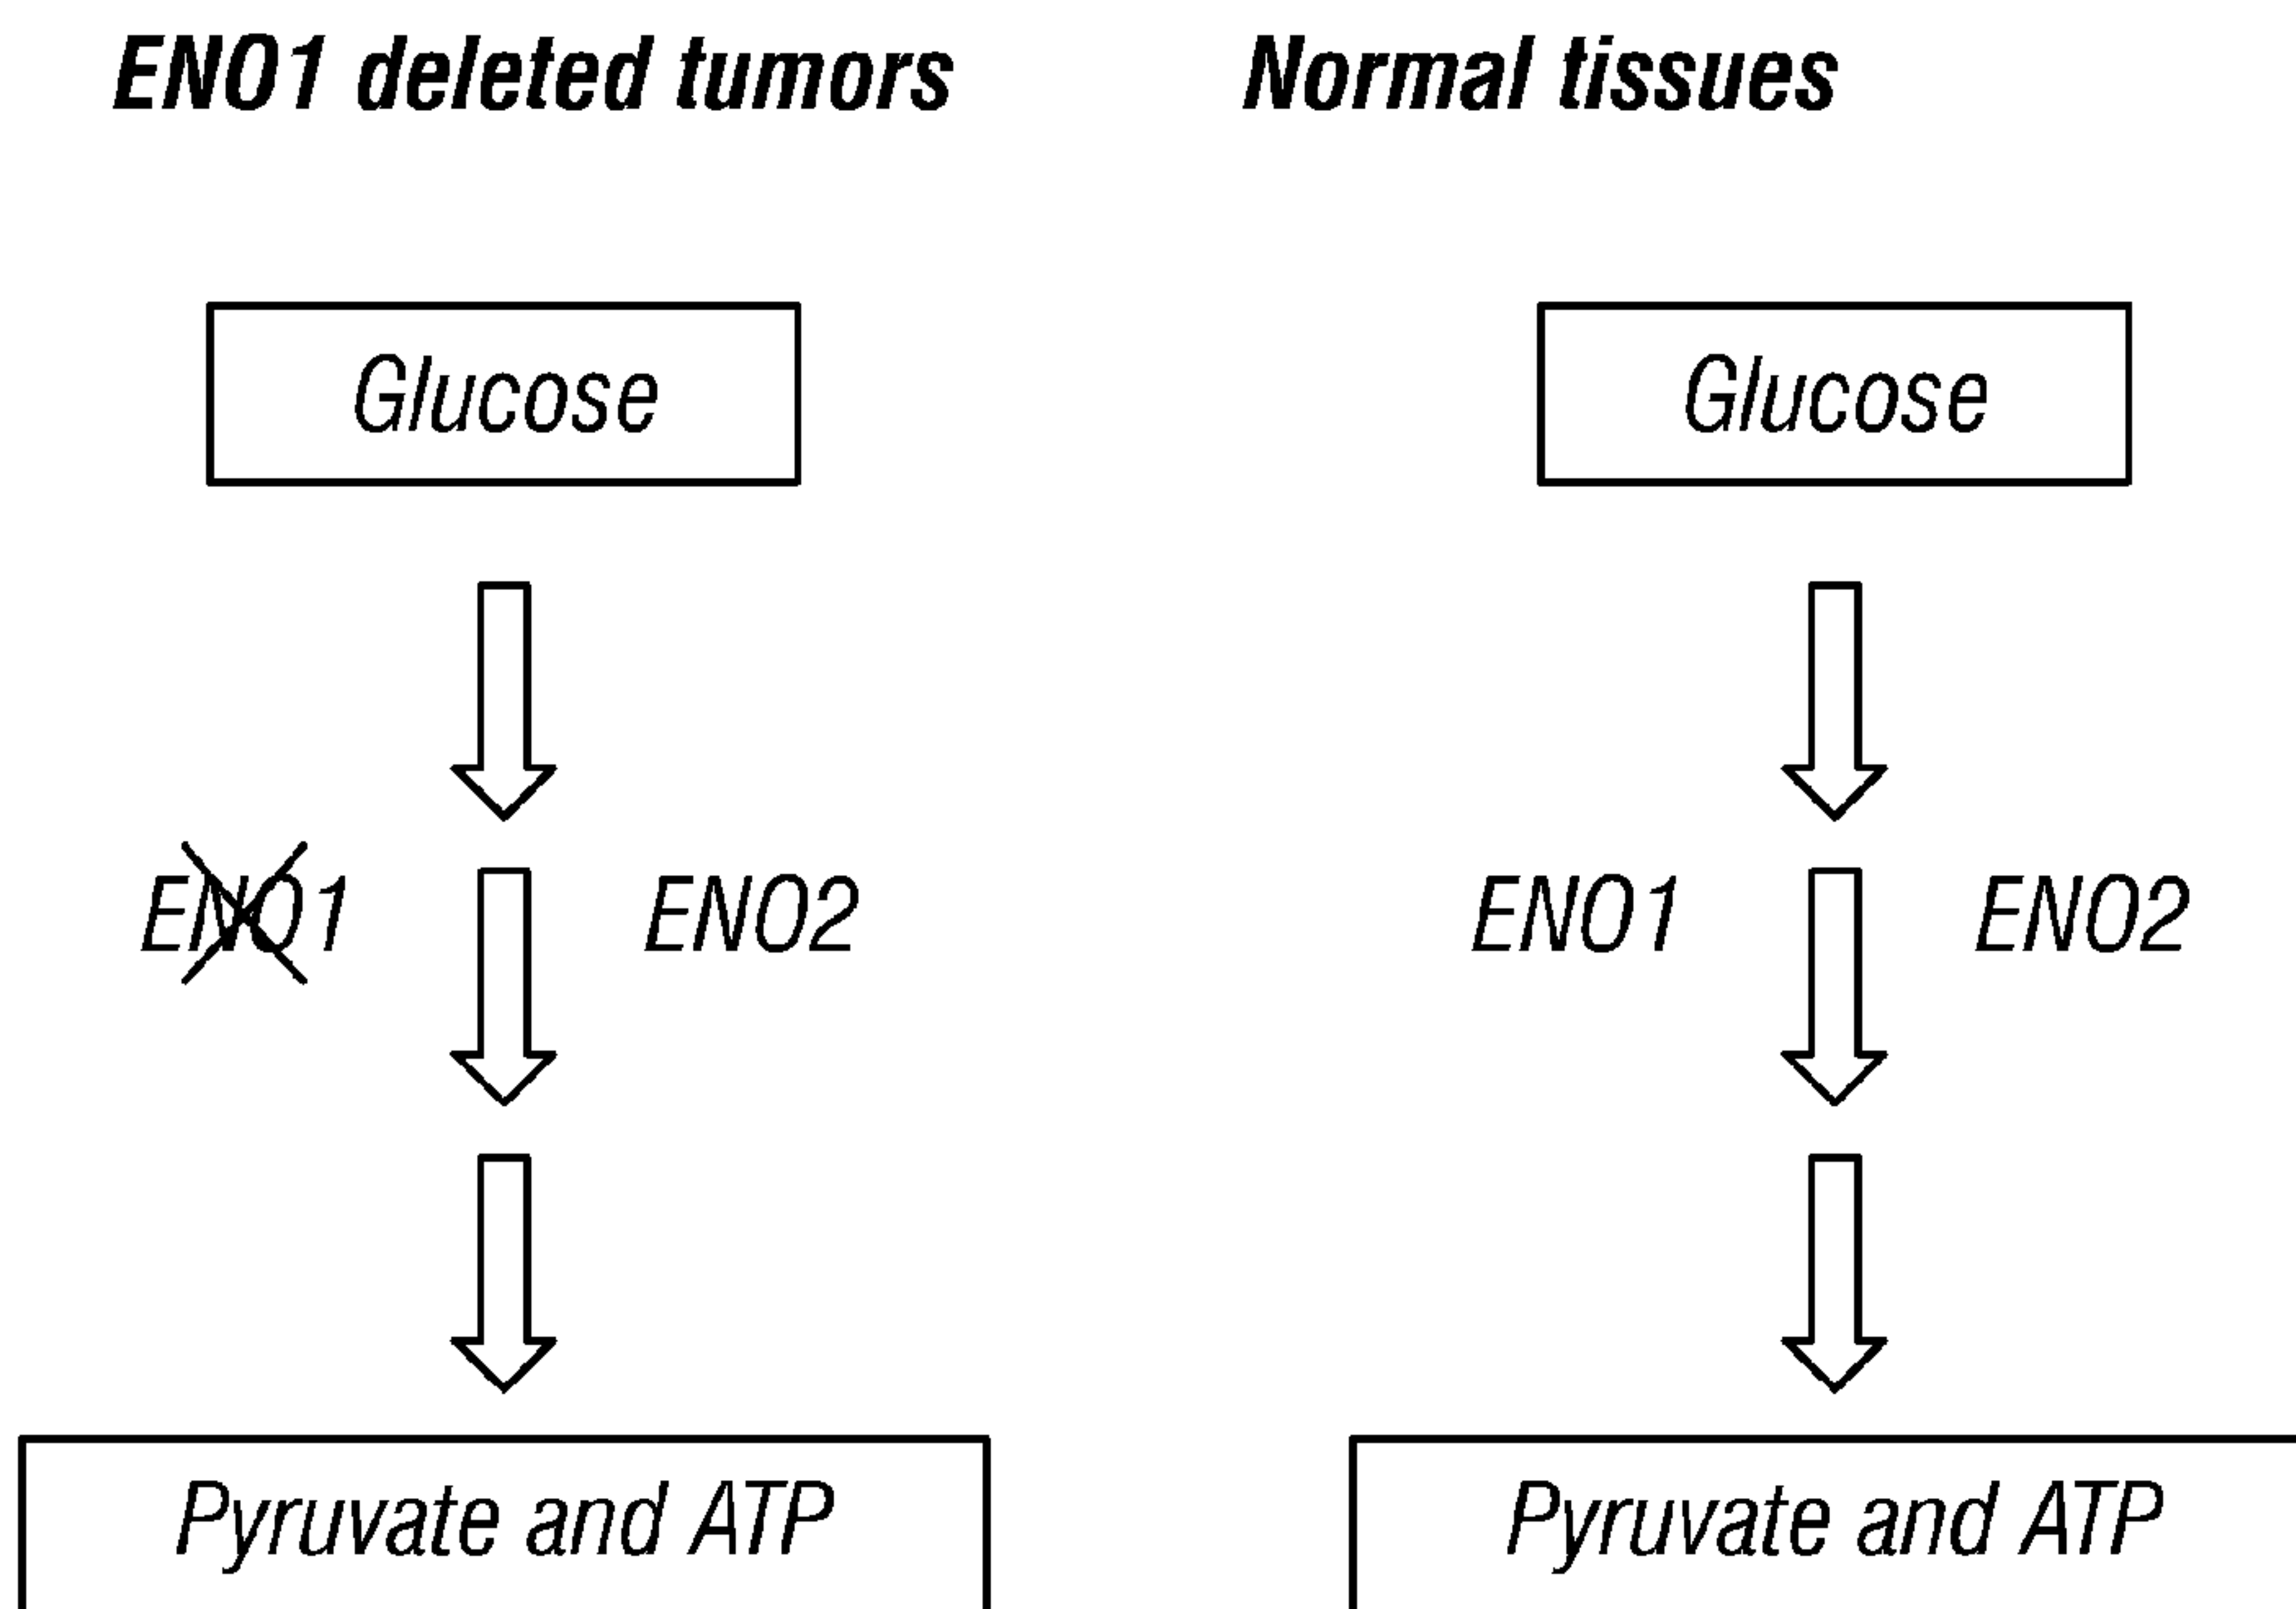 ENO1 deleted tumors
Normal tissues
Glucose
Glucose
ENO1
ENO2
ENO1
ENO2
Pyruvate and ATP
Pyruvate and ATP